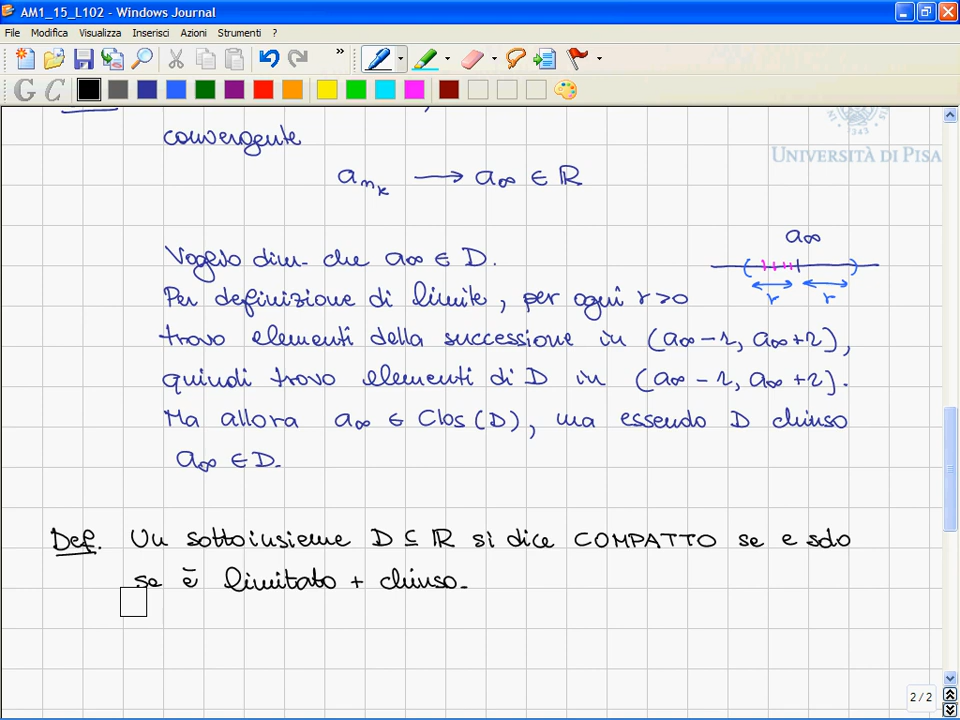 AM1_15_L102 - Windows Journal
File Modifica Visualizza Inserisci Azioni Strumenti ?
»
G C
convergente
1343
UNIVERSITÀ DI PISA
a_{n_k} → a∞ ∈ ℝ
a∞
Voglio dim. che a∞ ∈ D.
r r
Per definizione di limite, per ogni r>0
trovo elementi della successione in (a∞ - r, a∞ + r),
quindi trovo elementi di D in (a∞ - r, a∞ + r).
Ma allora a∞ ∈ Clos(D), ma essendo D chiuso
a∞ ∈ D.
Def. Un sottoinsieme D ⊆ ℝ si dice COMPATTO se e solo
se è limitato + chiuso.
2 / 2